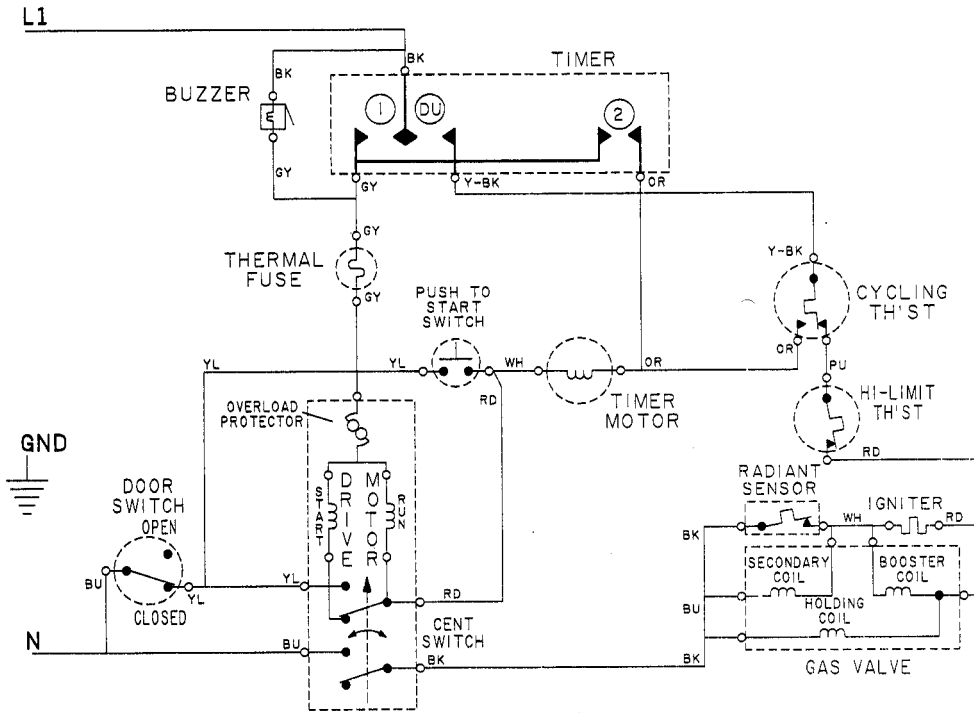 L1
BK
BK
TIMER
BUZZER
1
DU
2
GY
GY
Y-BK
OR
GY
Y-BK
THERMAL
FUSE
GY
PUSH TO
START
SWITCH
CYCLING
TH'ST
YL
YL
WH
OR
OR
PU
RD
TIMER
MOTOR
HI-LIMIT
TH'ST
OVERLOAD
PROTECTOR
RD
GND
RADIANT
SENSOR
IGNITER
DOOR
SWITCH
OPEN
START
DRIVE
MOTOR
RUN
BK
WH
RD
SECONDARY
COIL
BOOSTER
COIL
BU
YL
CLOSED
YL
RD
BU
HOLDING
COIL
CENT
SWITCH
N
BU
BK
BK
GAS VALVE